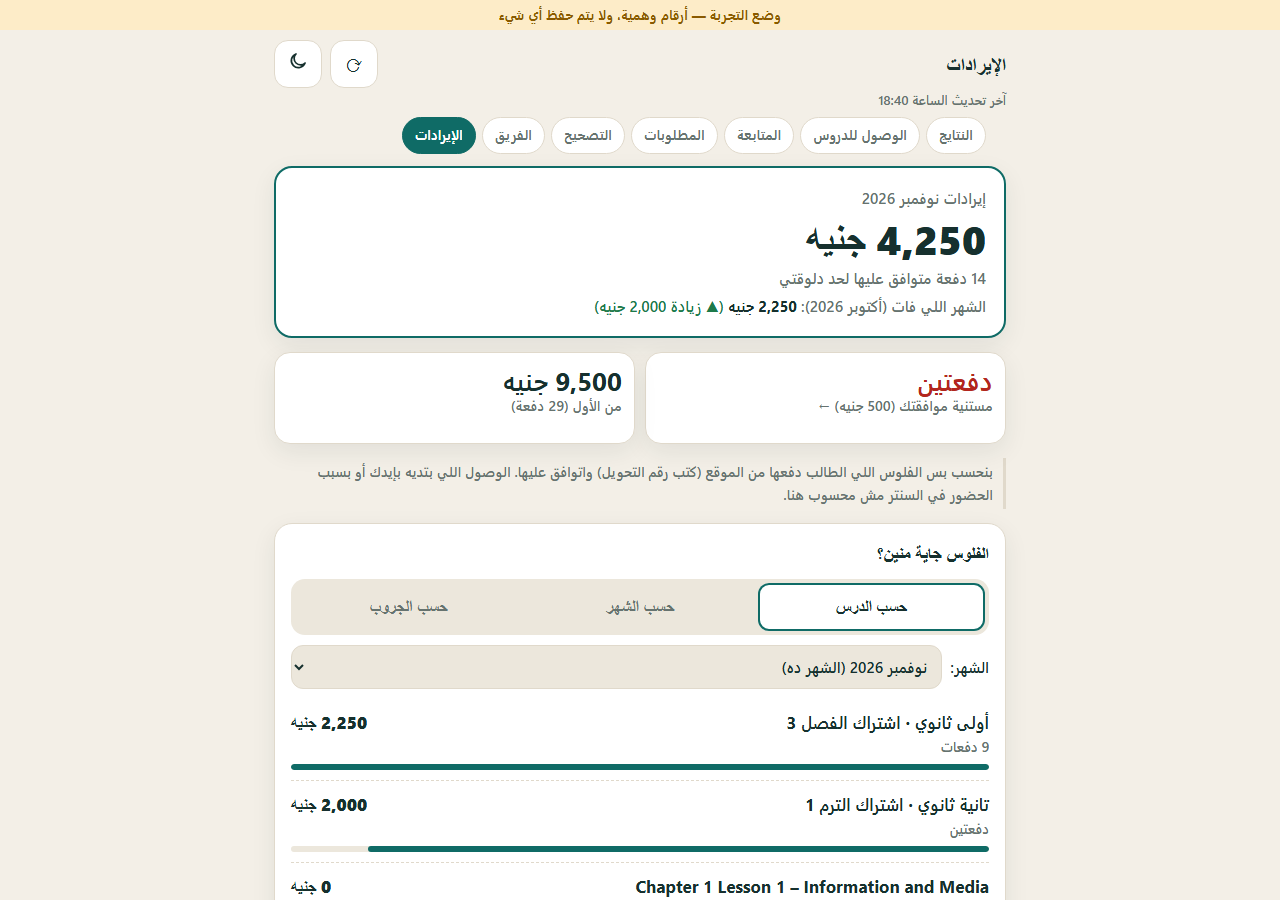 وضع التجربة — أرقام وهمية، ولا يتم حفظ أي شيء
الإيرادات
آخر تحديث الساعة 18:40
النتايج
الوصول للدروس
المتابعة
المطلوبات
التصحيح
الفريق
الإيرادات
إيرادات نوفمبر 2026
4,250 جنيه
14 دفعة متوافق عليها لحد دلوقتي
الشهر اللي فات (أكتوبر 2026): 2,250 جنيه (▲ زيادة 2,000 جنيه)
دفعتين
مستنية موافقتك (500 جنيه) ←
9,500 جنيه
من الأول (29 دفعة)
بنحسب بس الفلوس اللي الطالب دفعها من الموقع (كتب رقم التحويل) واتوافق عليها. الوصول اللي بتديه بإيدك أو بسبب
الحضور في السنتر مش محسوب هنا.
الفلوس جاية منين؟
حسب الدرس
حسب الشهر
حسب الجروب
الشهر:
نوفمبر 2026 (الشهر ده)
أولى ثانوي · اشتراك الفصل 3
2,250 جنيه
9 دفعات
تانية ثانوي · اشتراك الترم 1
2,000 جنيه
دفعتين
Chapter 1 Lesson 1 – Information and Media
0 جنيه